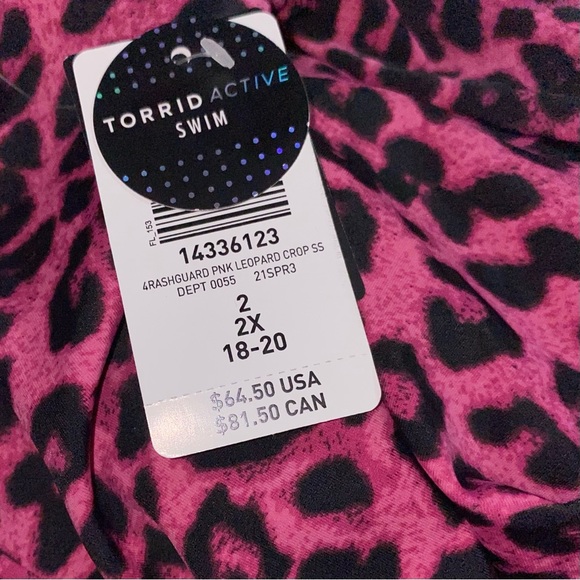 TORRID ACTIVE
SWIM
FL 153
14336123
4RASHGUARD PNK LEOPARD CROP SS
DEPT 0055 21SPR3
2
2X
18-20
$64.50 USA
$81.50 CAN